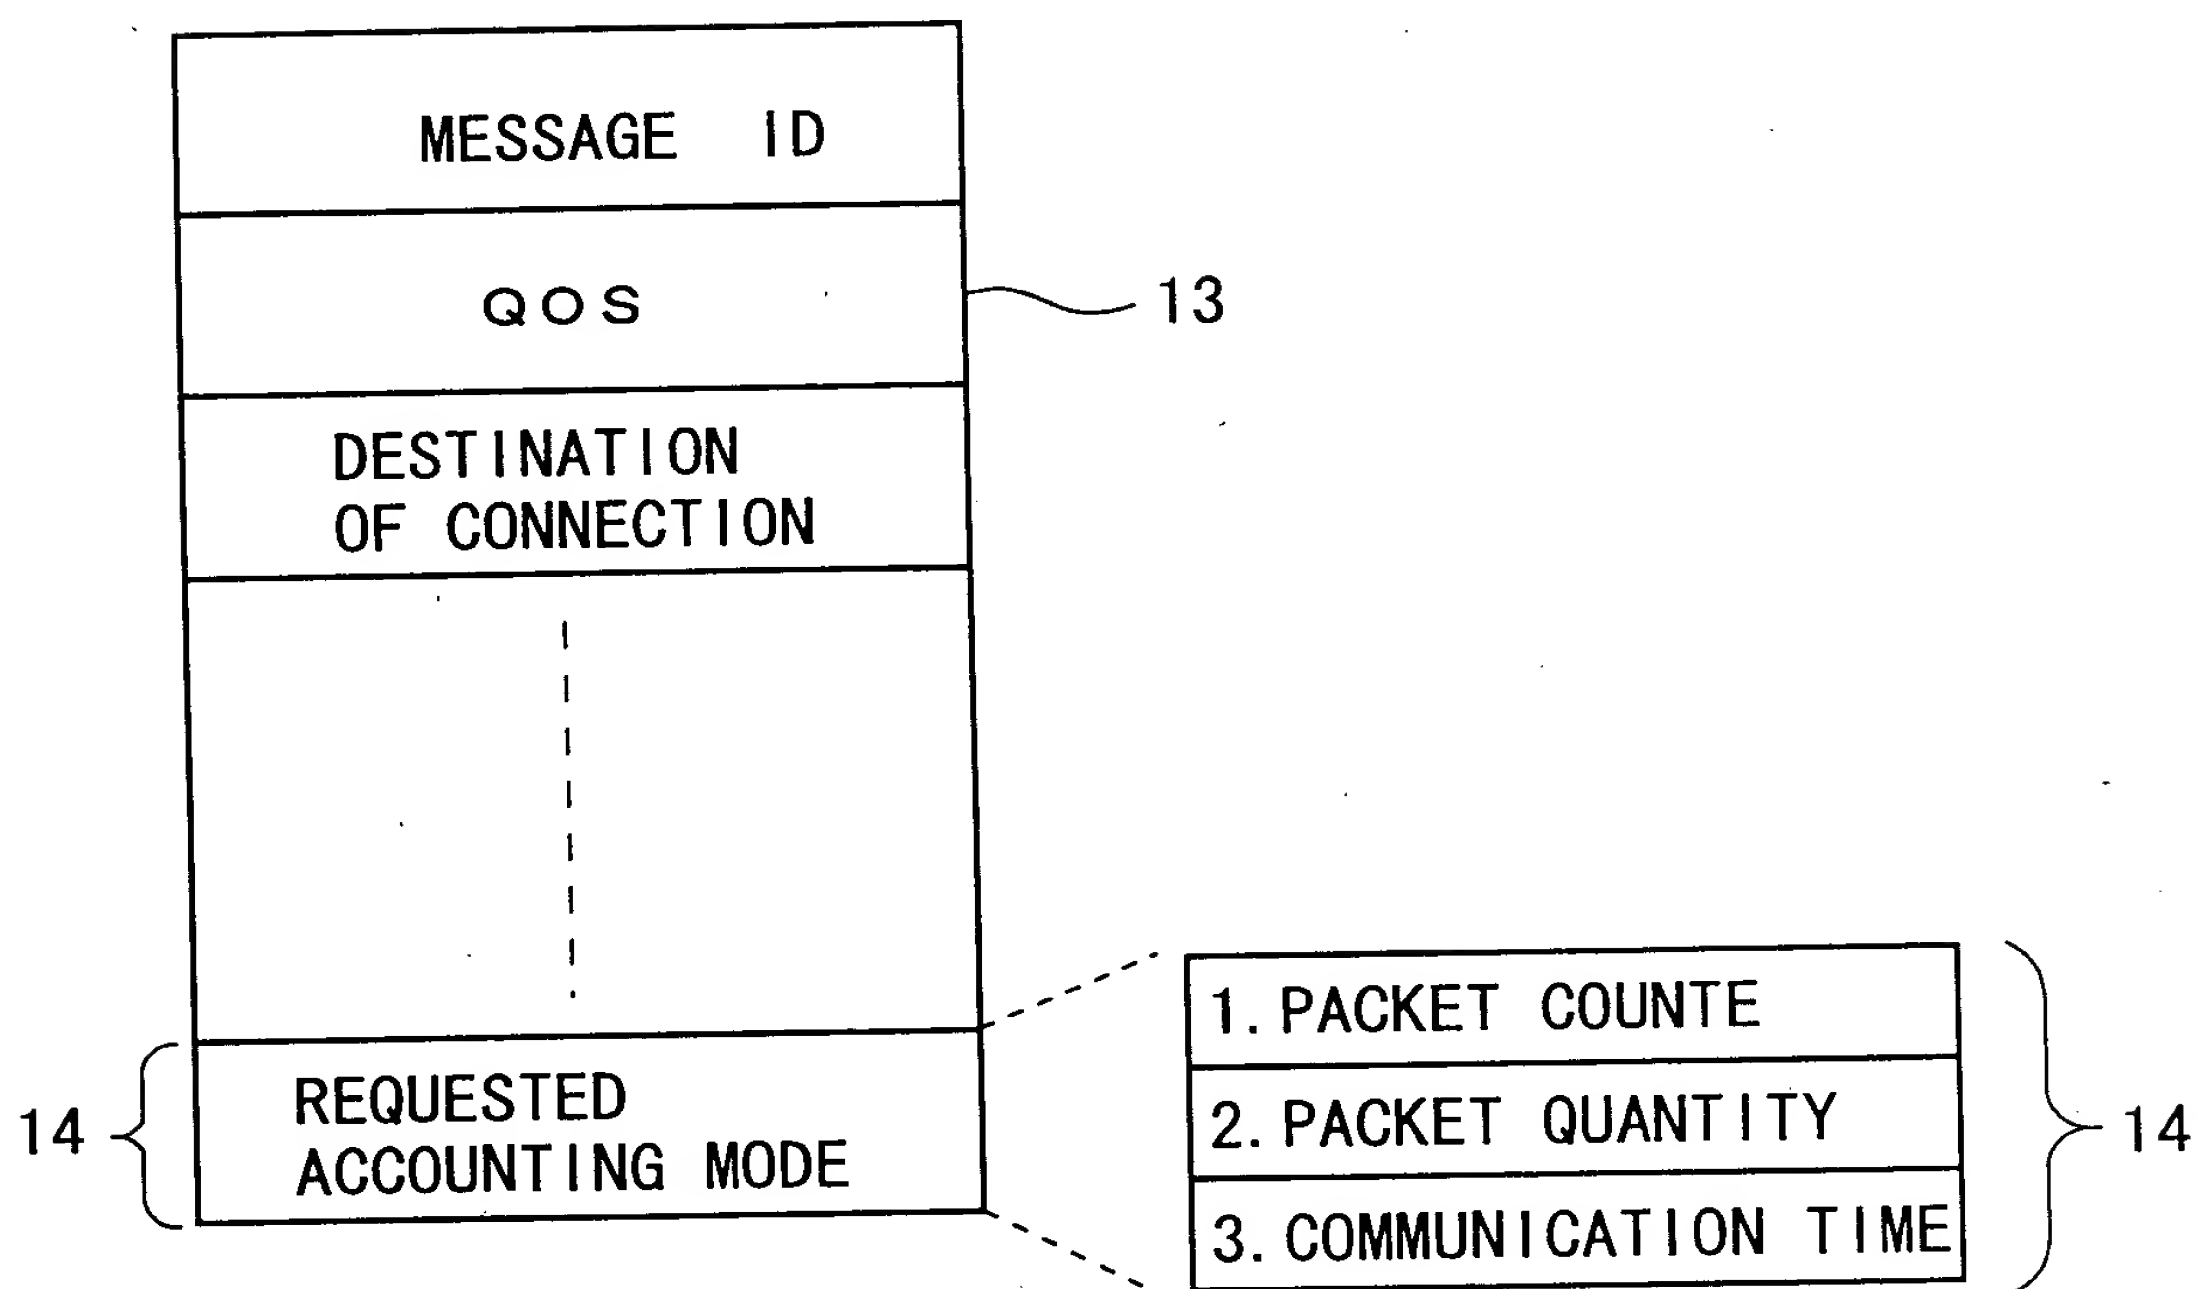 MESSAGE ID
QOS
13
DESTINATION
OF CONNECTION
14
REQUESTED
ACCOUNTING MODE
1. PACKET COUNTE
2. PACKET QUANTITY
3. COMMUNICATION TIME
14